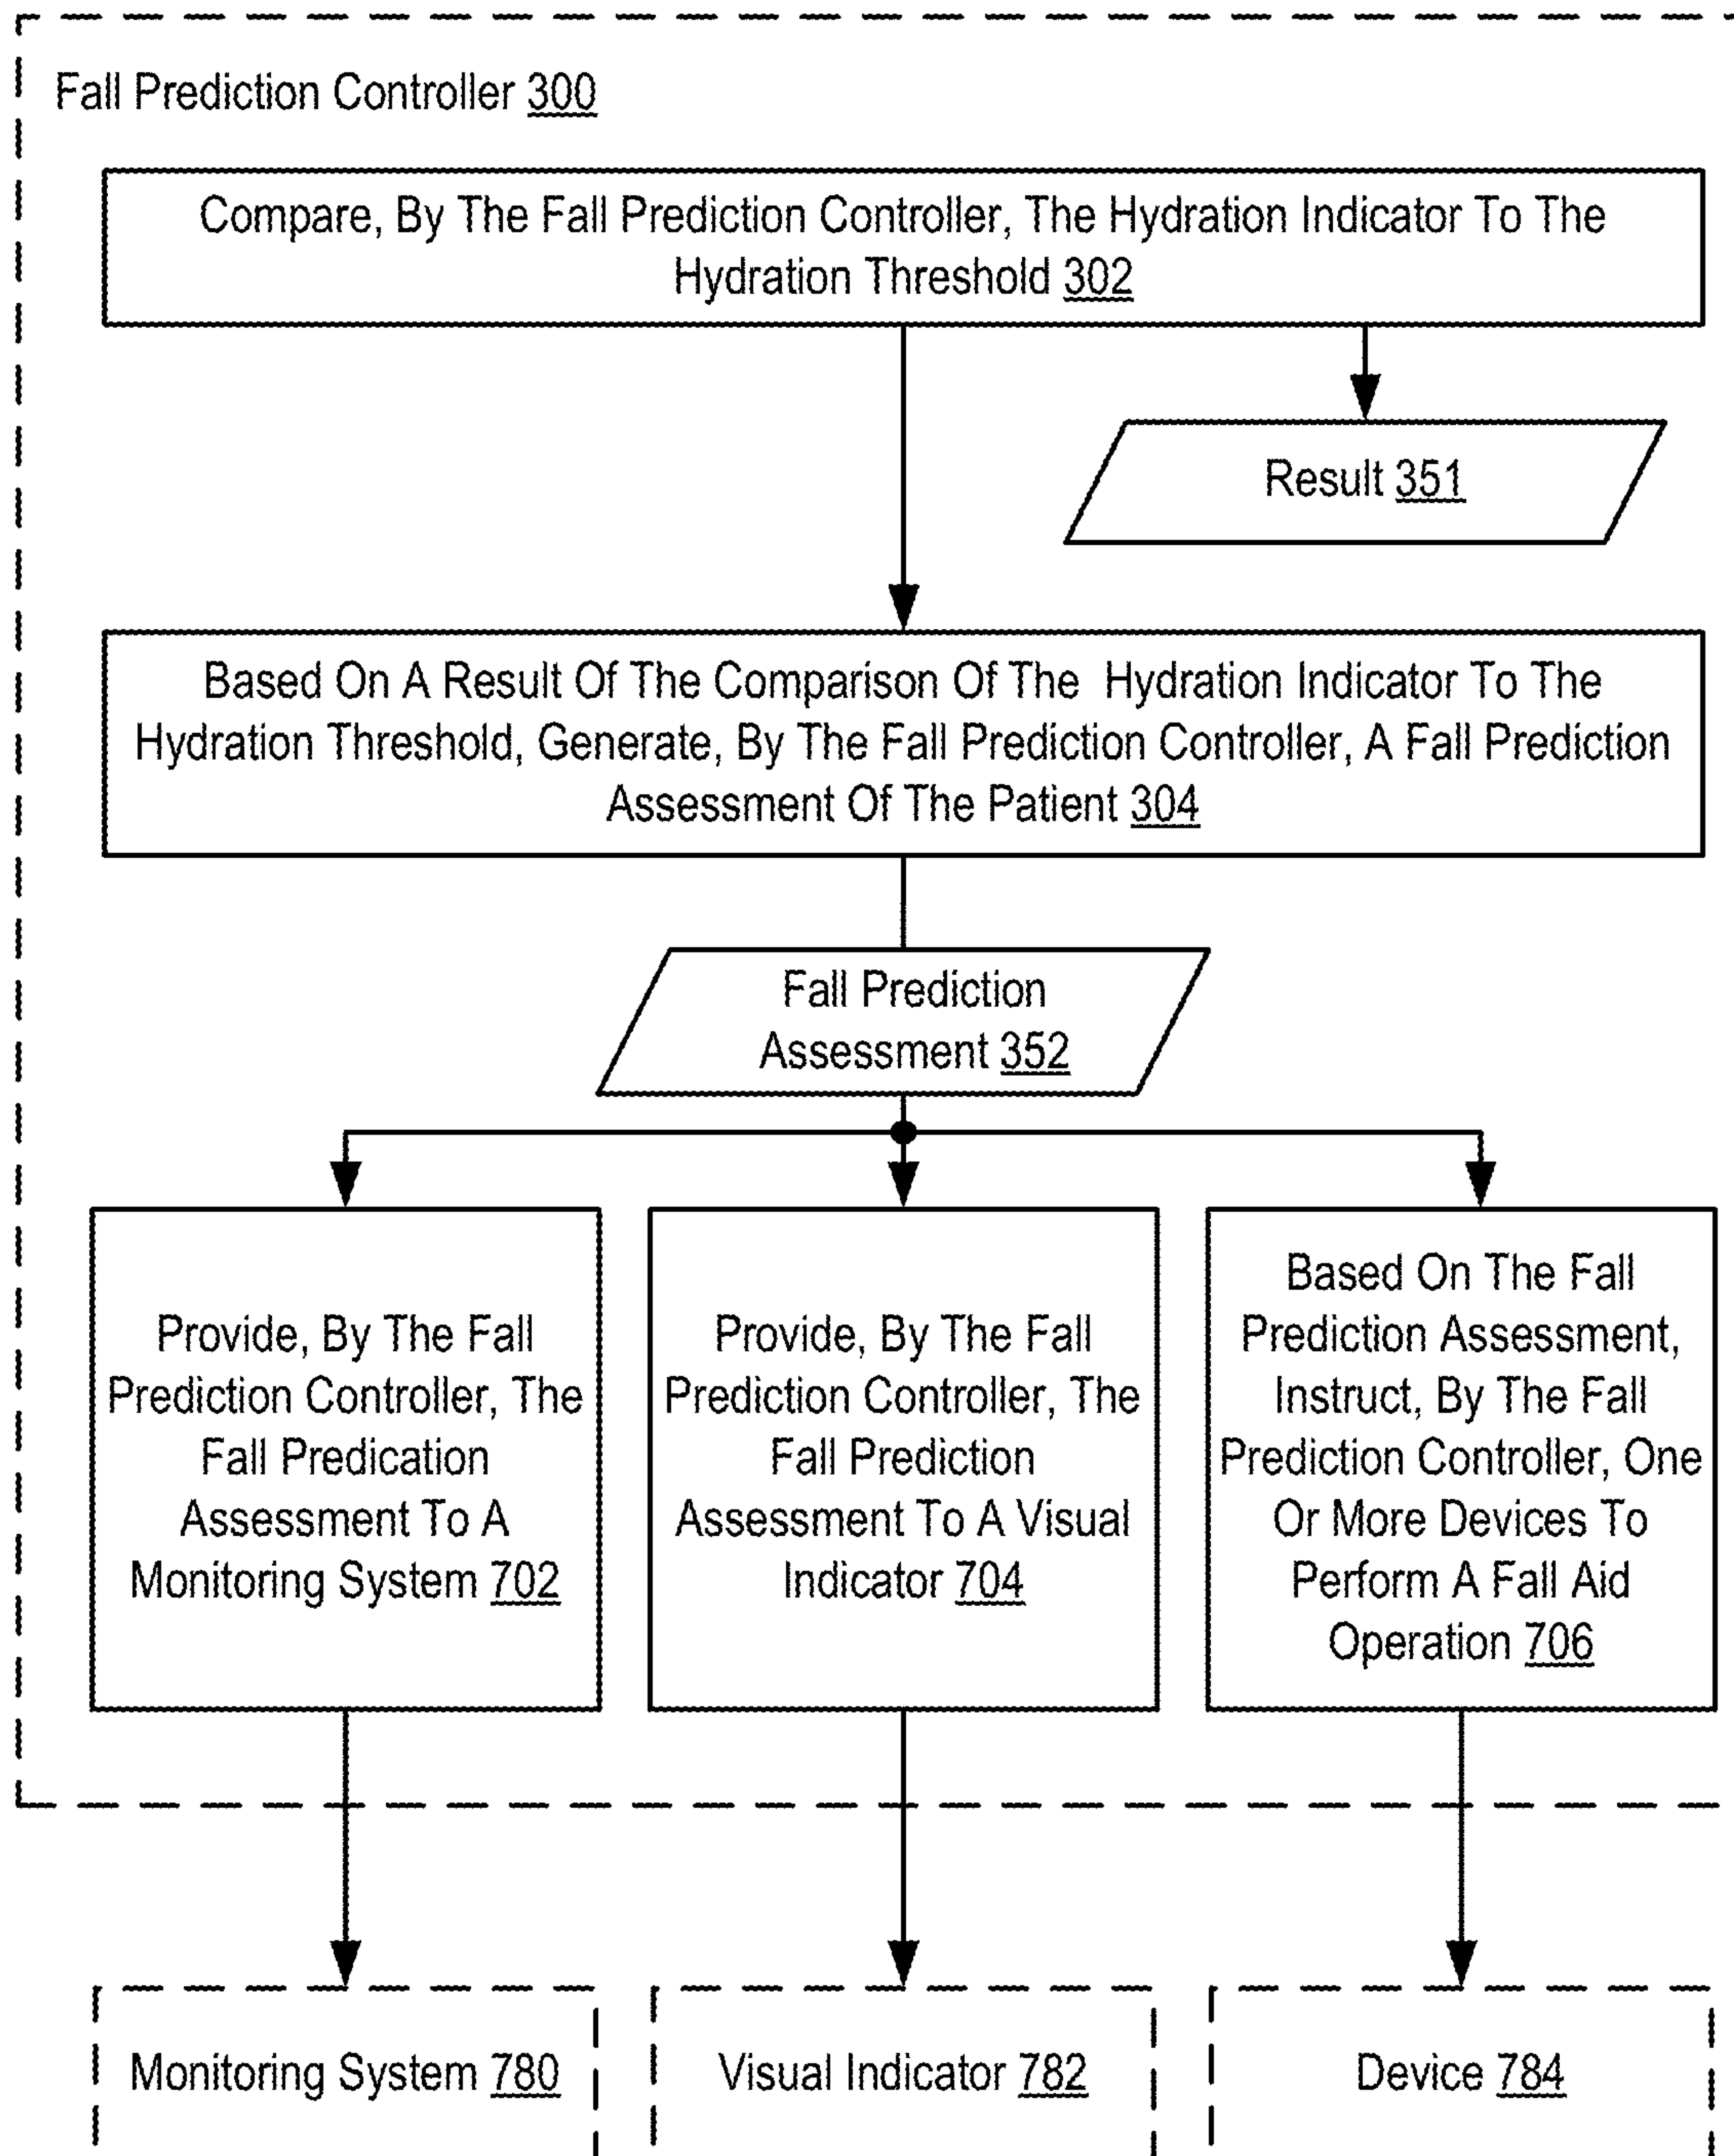 Fall Prediction Controller 300
Compare, By The Fall Prediction Controller, The Hydration Indicator To The
Hydration Threshold 302
Result 351
Based On A Result Of The Comparison Of The Hydration Indicator To The
Hydration Threshold, Generate, By The Fall Prediction Controller, A Fall Prediction
Assessment Of The Patient 304
Fall Prediction
Assessment 352
Provide, By The Fall
Prediction Controller, The
Fall Predication
Assessment To A
Monitoring System 702
Provide, By The Fall
Prediction Controller, The
Fall Prediction
Assessment To A Visual
Indicator 704
Based On The Fall
Prediction Assessment,
Instruct, By The Fall
Prediction Controller, One
Or More Devices To
Perform A Fall Aid
Operation 706
Monitoring System 780
Visual Indicator 782
Device 784